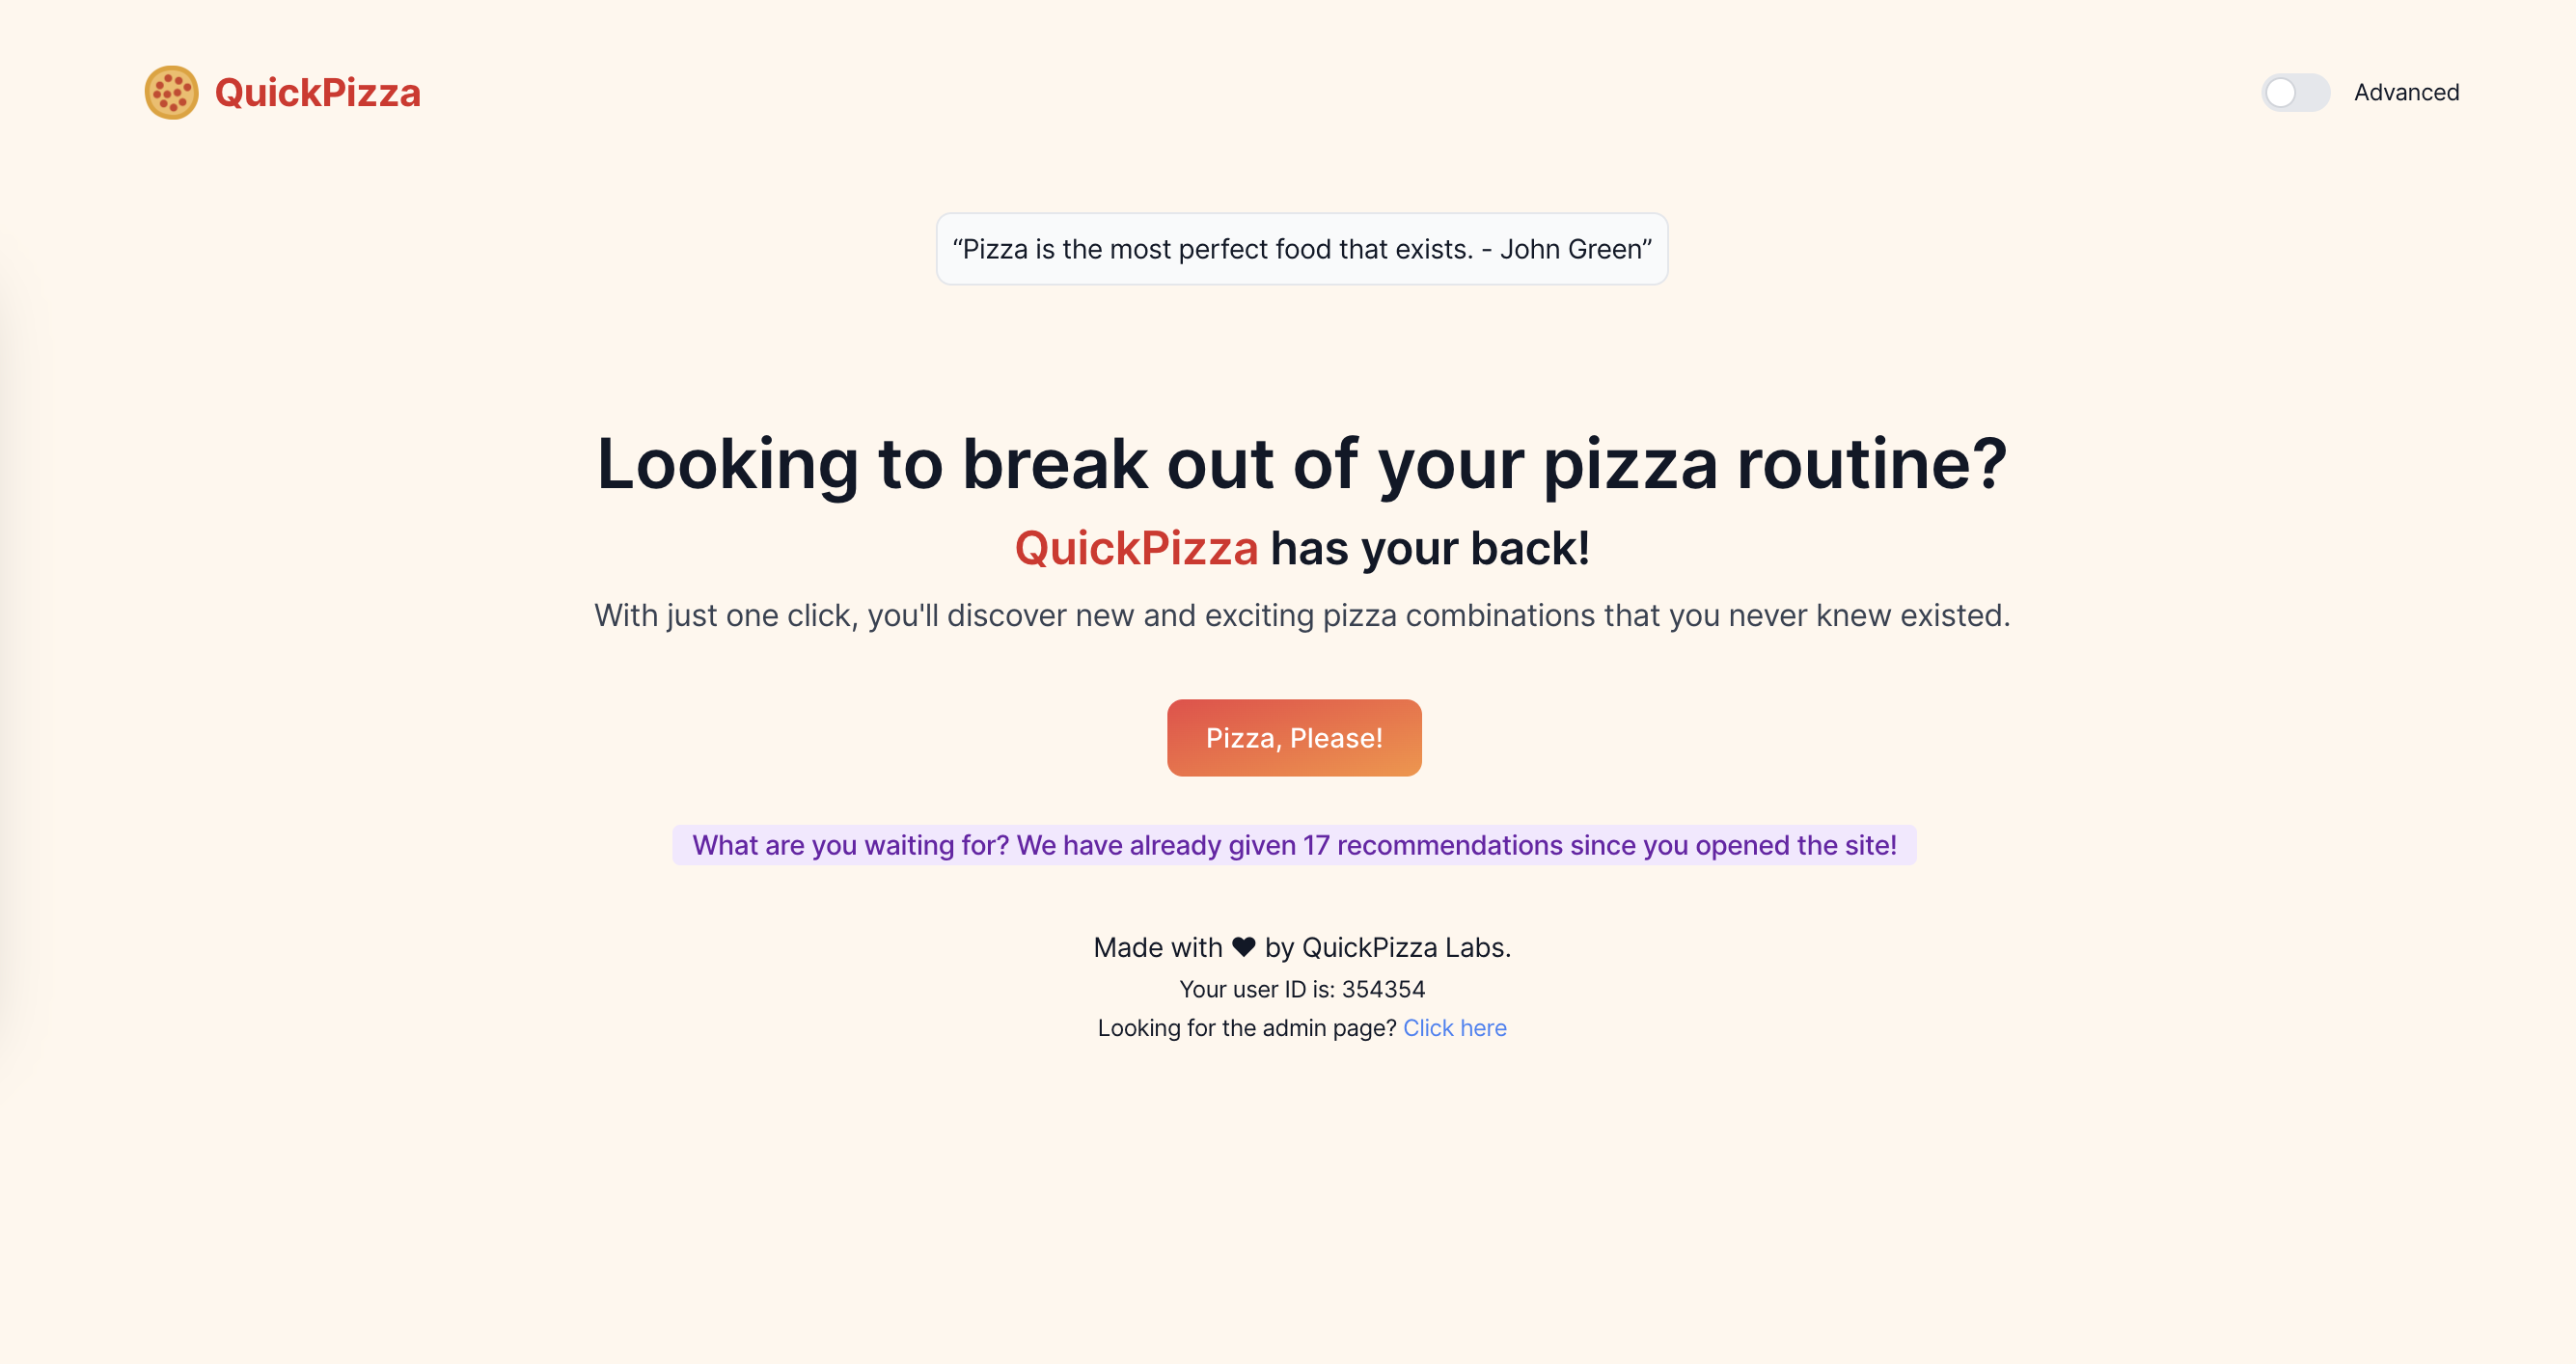 QuickPizza
Advanced
“Pizza is the most perfect food that exists. - John Green”
Looking to break out of your pizza routine?
QuickPizza has your back!
With just one click, you'll discover new and exciting pizza combinations that you never knew existed.
Pizza, Please!
What are you waiting for? We have already given 17 recommendations since you opened the site!
Made with ♥ by QuickPizza Labs.
Your user ID is: 354354
Looking for the admin page? Click here